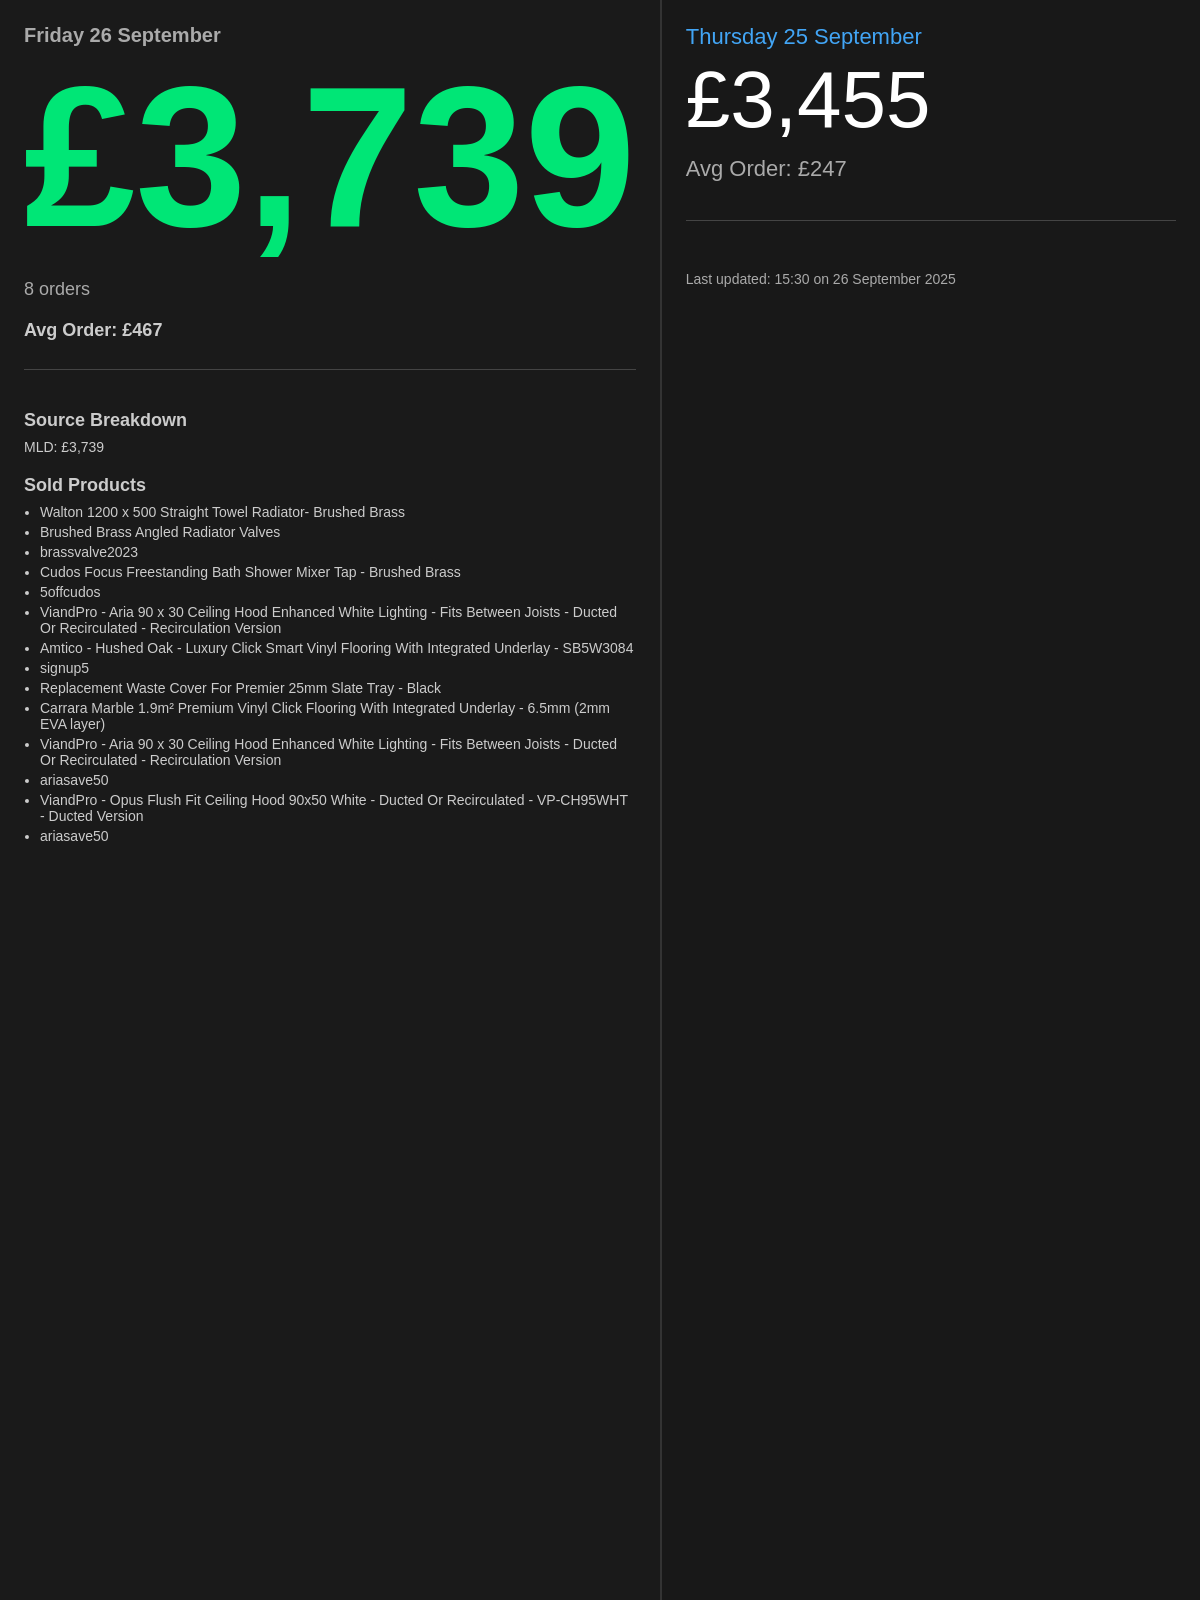 Friday 26 September
£3,739
8 orders
Avg Order: £467
Source Breakdown
MLD: £3,739
Sold Products
• Walton 1200 x 500 Straight Towel Radiator- Brushed Brass
• Brushed Brass Angled Radiator Valves
• brassvalve2023
• Cudos Focus Freestanding Bath Shower Mixer Tap - Brushed Brass
• 5offcudos
• ViandPro - Aria 90 x 30 Ceiling Hood Enhanced White Lighting - Fits Between Joists - Ducted
Or Recirculated - Recirculation Version
• Amtico - Hushed Oak - Luxury Click Smart Vinyl Flooring With Integrated Underlay - SB5W3084
• signup5
• Replacement Waste Cover For Premier 25mm Slate Tray - Black
• Carrara Marble 1.9m² Premium Vinyl Click Flooring With Integrated Underlay - 6.5mm (2mm
EVA layer)
• ViandPro - Aria 90 x 30 Ceiling Hood Enhanced White Lighting - Fits Between Joists - Ducted
Or Recirculated - Recirculation Version
• ariasave50
• ViandPro - Opus Flush Fit Ceiling Hood 90x50 White - Ducted Or Recirculated - VP-CH95WHT
- Ducted Version
• ariasave50
Thursday 25 September
£3,455
Avg Order: £247
Last updated: 15:30 on 26 September 2025